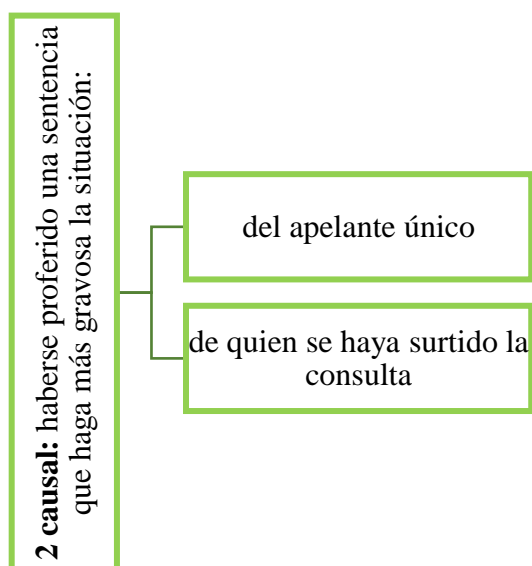 2 causal: haberse proferido una sentencia
que haga más gravosa la situación:
del apelante único
de quien se haya surtido la
consulta